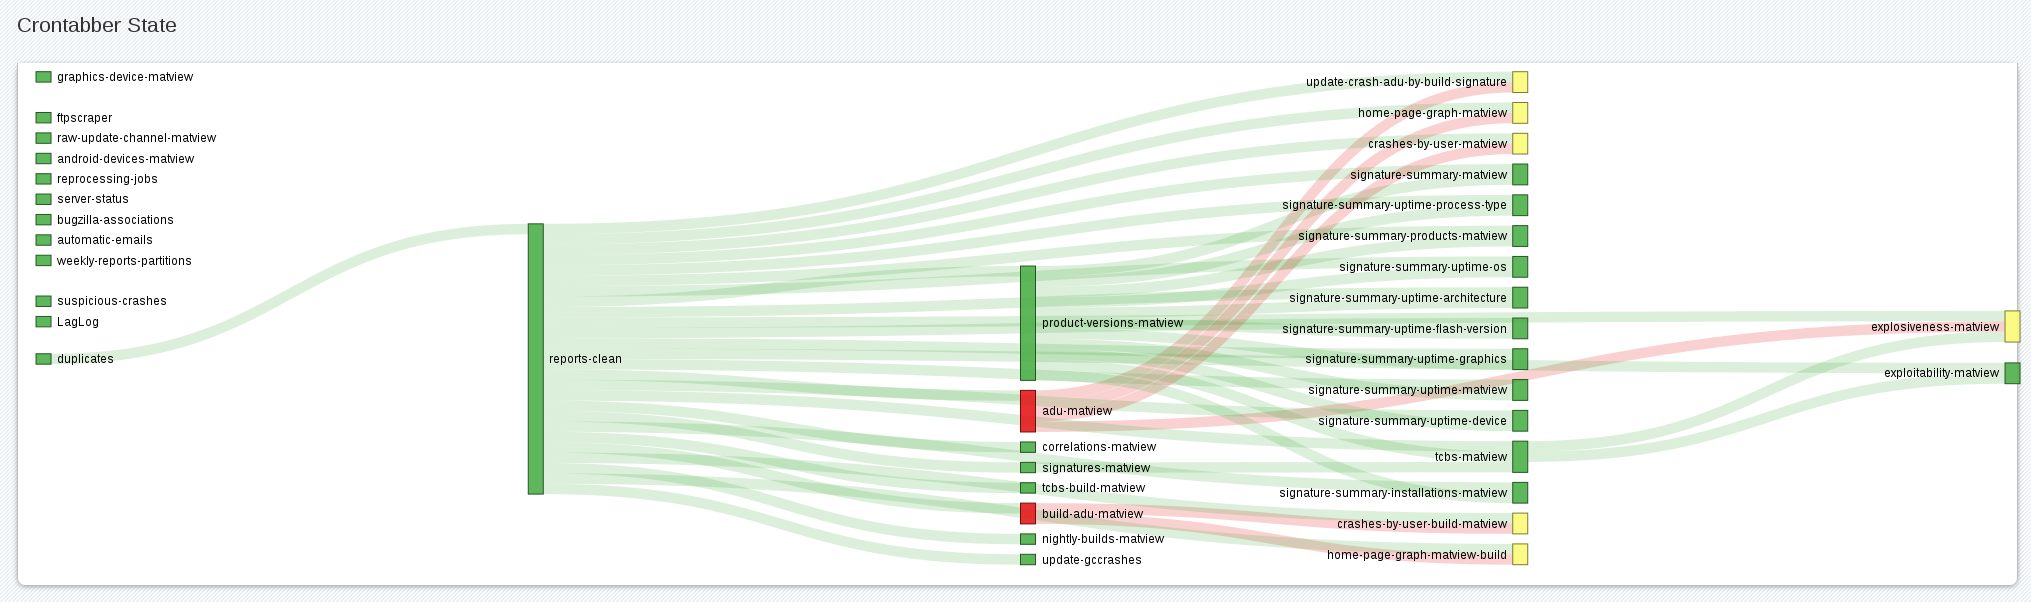 Crontabber State
graphics-device-matview
ftpscraper
raw-update-channel-matview
android-devices-matview
reprocessing-jobs
server-status
bugzilla-associations
automatic-emails
weekly-reports-partitions
suspicious-crashes
LagLog
duplicates
reports-clean
product-versions-matview
adu-matview
correlations-matview
signatures-matview
tcbs-build-matview
build-adu-matview
nightly-builds-matview
update-gccrashes
update-crash-adu-by-build-signature
home-page-graph-matview
crashes-by-user-matview
signature-summary-matview
signature-summary-uptime-process-type
signature-summary-products-matview
signature-summary-uptime-os
signature-summary-uptime-architecture
signature-summary-uptime-flash-version
signature-summary-uptime-graphics
signature-summary-uptime-matview
signature-summary-uptime-device
tcbs-matview
signature-summary-installations-matview
crashes-by-user-build-matview
home-page-graph-matview-build
explosiveness-matview
exploitability-matview